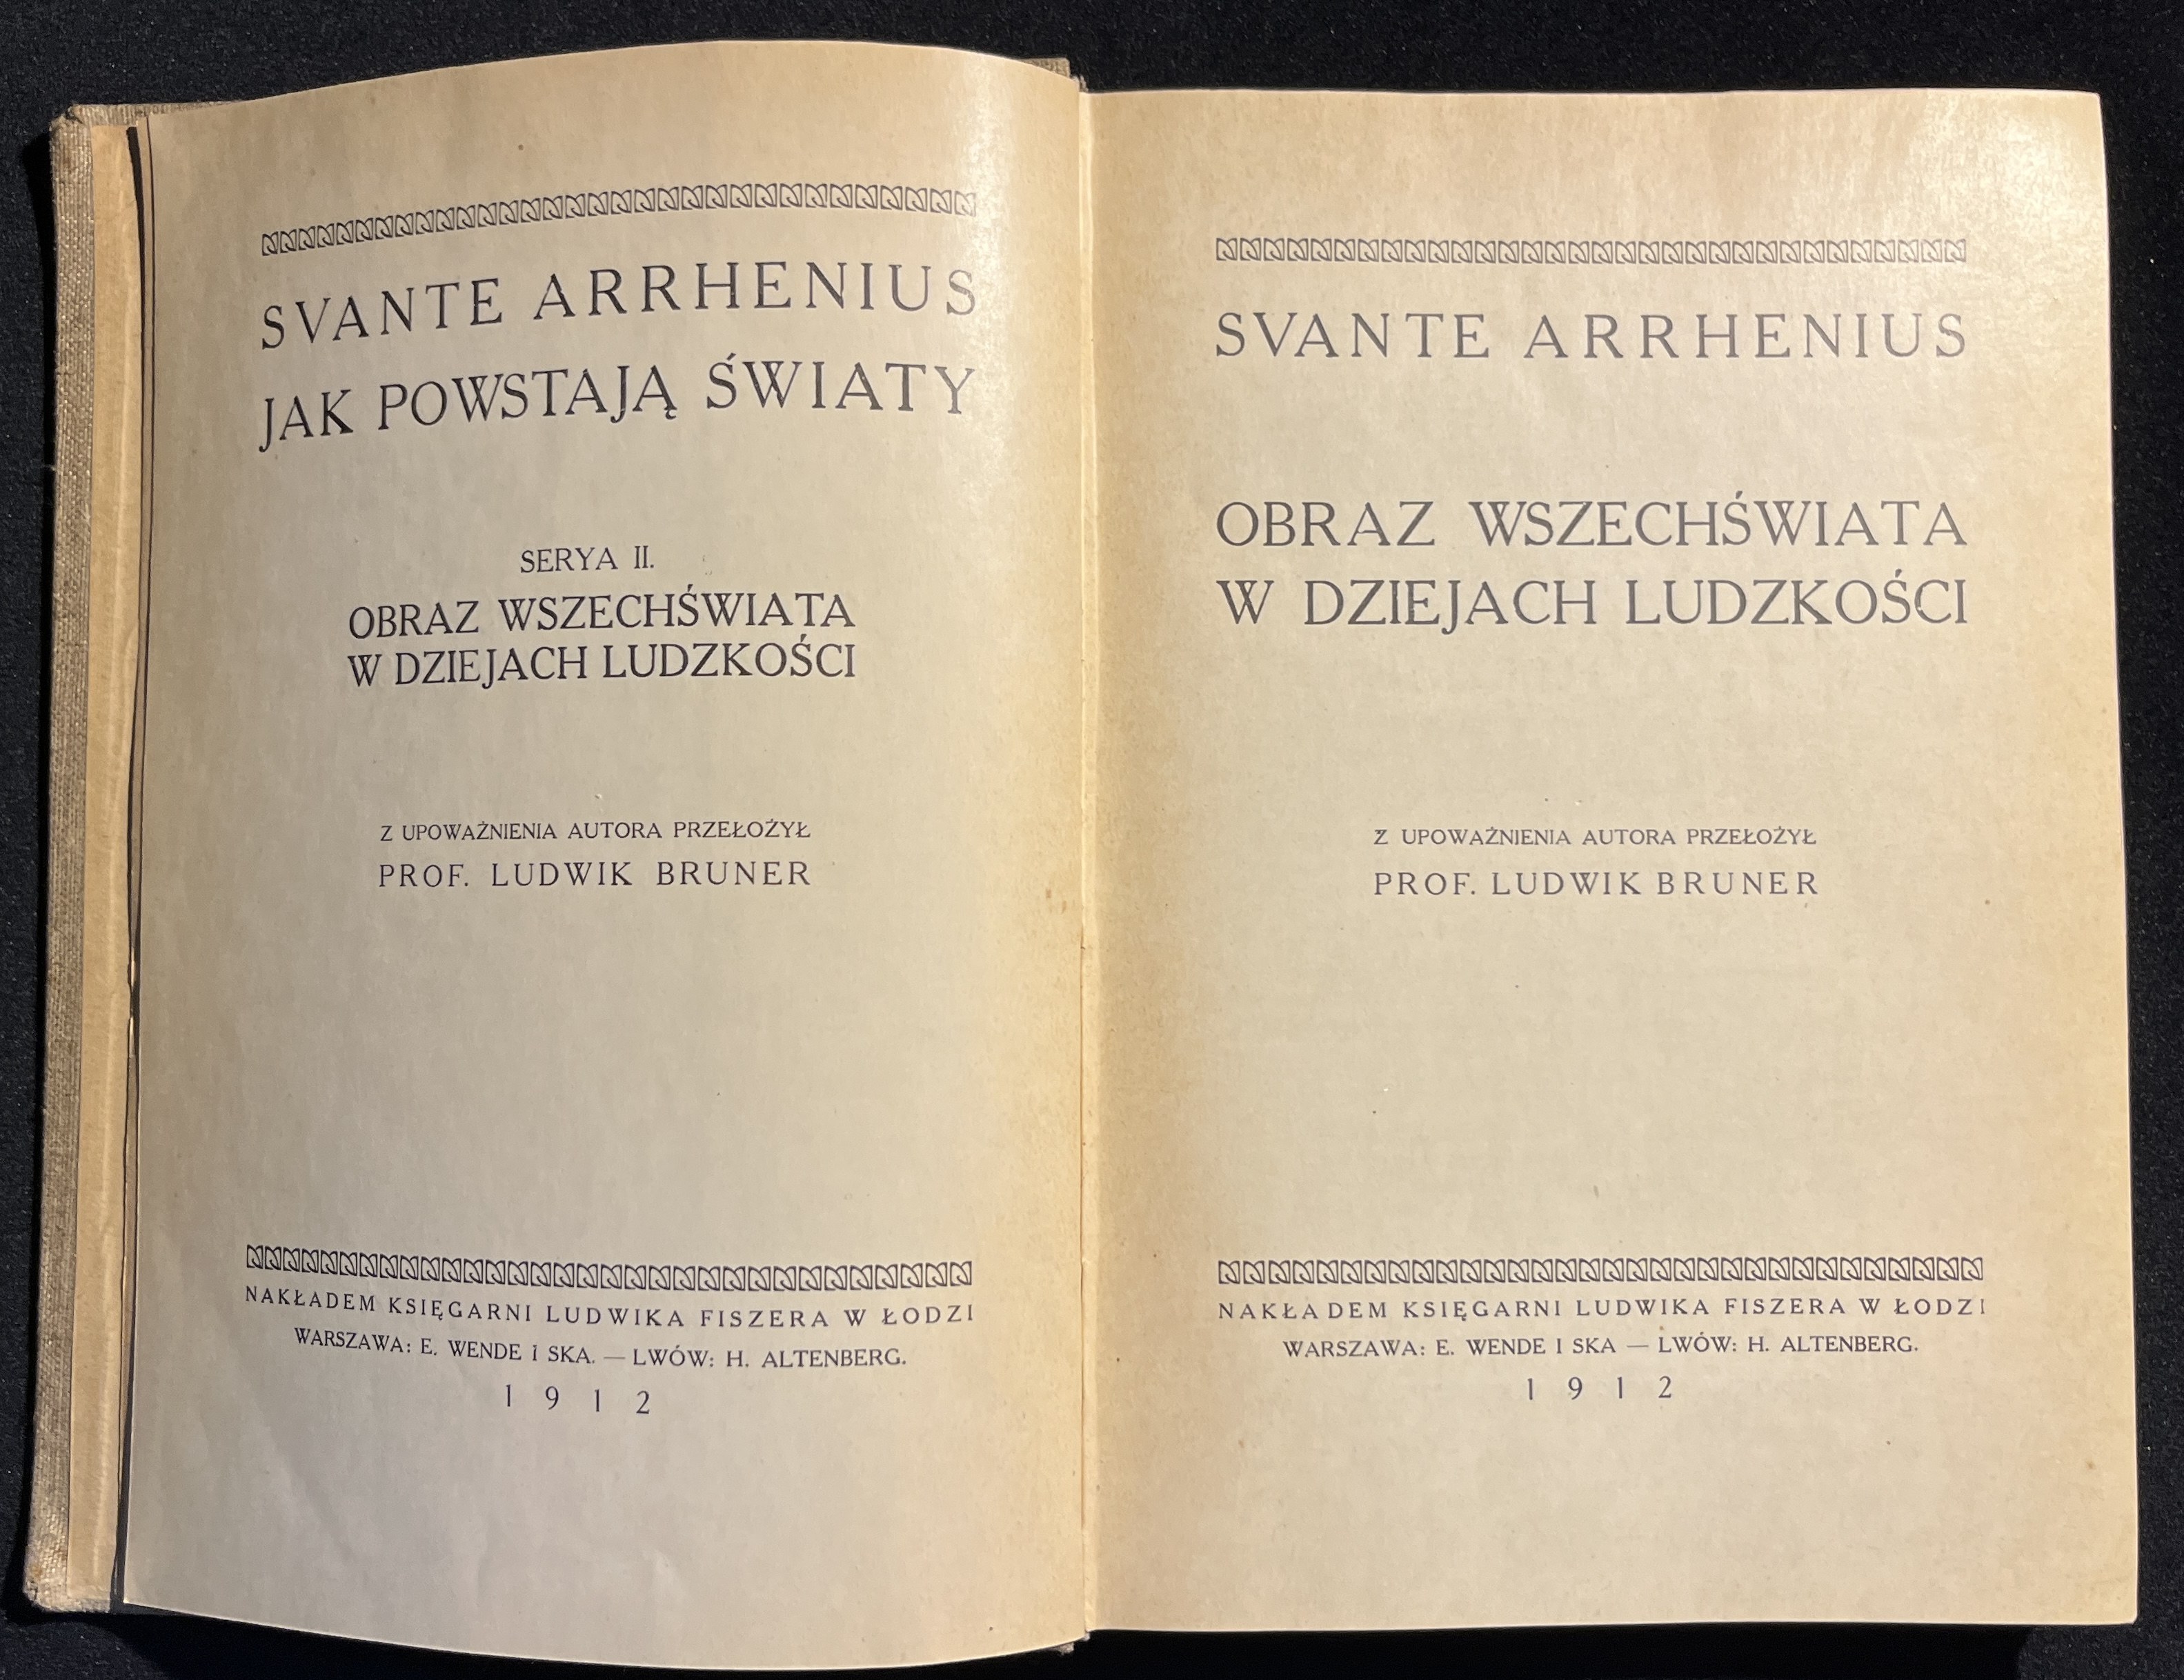 SVANTE ARRHENIUS
JAK POWSTAJĄ ŚWIATY
SERYA II.
OBRAZ WSZECHŚWIATA
W DZIEJACH LUDZKOŚCI
Z UPOWAŻNIENIA AUTORA PRZEŁOŻYŁ
PROF. LUDWIK BRUNER
NAKŁADEM KSIĘGARNI LUDWIKA FISZERA W ŁODZI
WARSZAWA: E. WENDE I SKA. — LWÓW: H. ALTENBERG.
1912
SVANTE ARRHENIUS
OBRAZ WSZECHŚWIATA
W DZIEJACH LUDZKOŚCI
Z UPOWAŻNIENIA AUTORA PRZEŁOŻYŁ
PROF. LUDWIK BRUNER
NAKŁADEM KSIĘGARNI LUDWIKA FISZERA W ŁODZI
WARSZAWA: E. WENDE I SKA — LWÓW: H. ALTENBERG.
1912